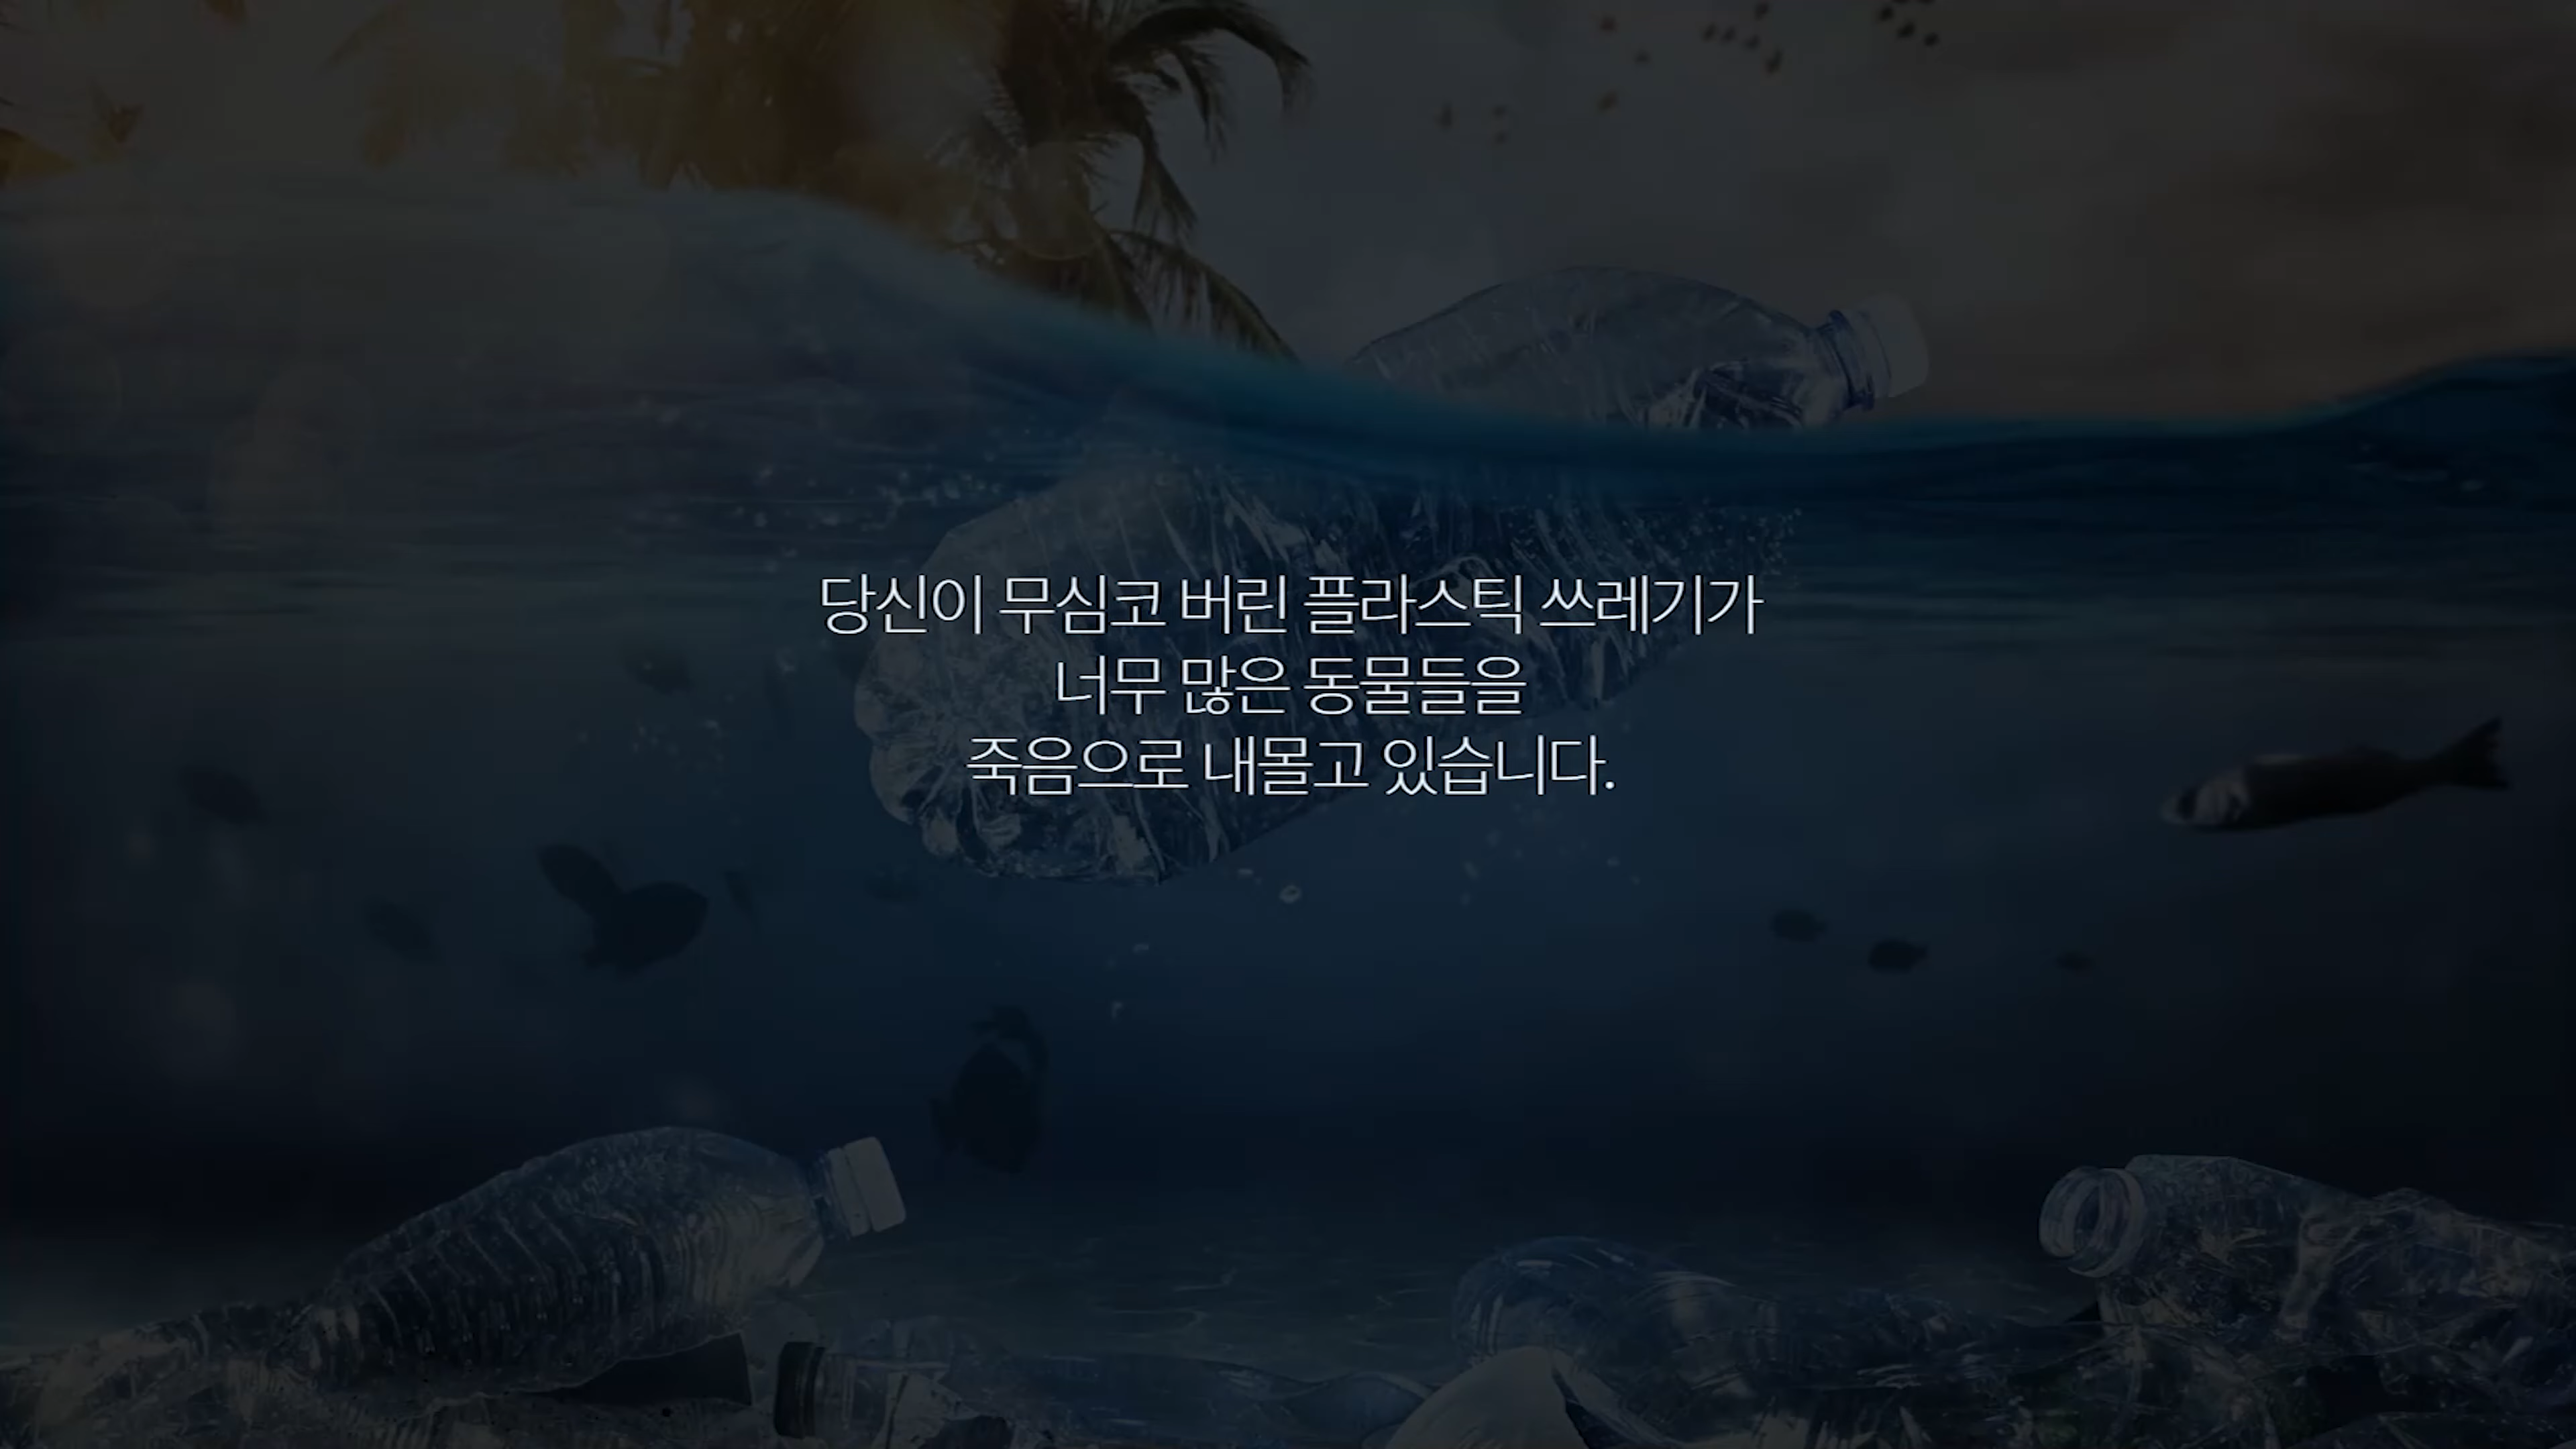 당신이 무심코 버린 플라스틱 쓰레기가
너무 많은 동물들을
죽음으로 내몰고 있습니다.